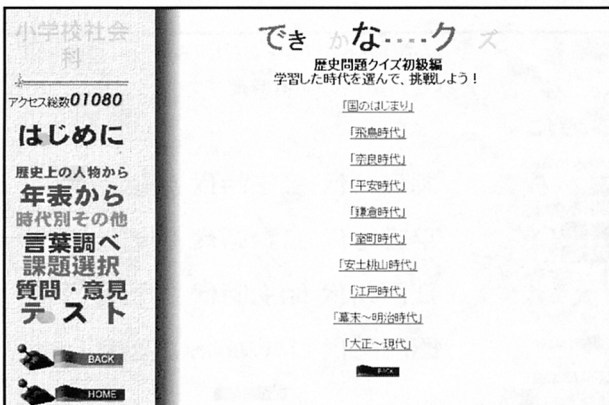 小学校社会
科
アクセス総数01080
はじめに
歴史上の人物から
年表から
時代別その他
言葉調べ
課題選択
質問・意見
テスト
BACK
HOME
できかな‥‥クイズ
歴史問題クイズ初級編
学習した時代を選んで、挑戦しよう!
「国のはじまり」
「飛鳥時代」
「奈良時代」
「平安時代」
「鎌倉時代」
「室町時代」
「安土桃山時代」
「江戸時代」
「幕末〜明治時代」
「大正〜現代」
BACK